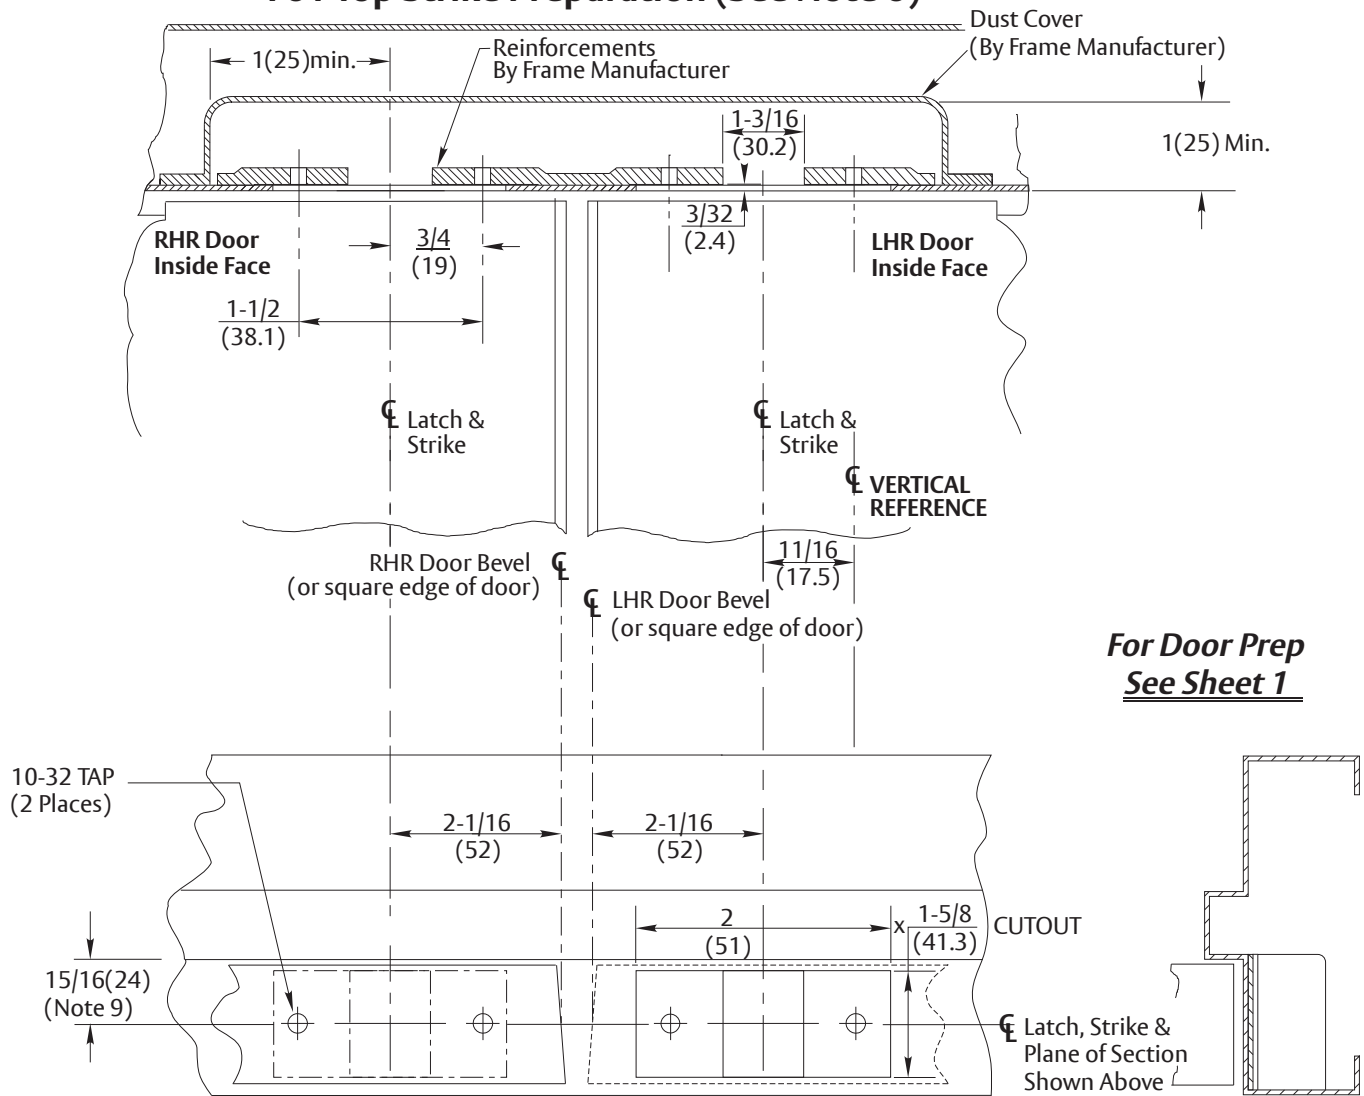 Dust Cover
(By Frame Manufacturer)
1(25)min.
Reinforcements
By Frame Manufacturer
1-3/16
(30.2)
1(25) Min.
3/32
(2.4)
RHR Door
Inside Face
3/4
(19)
LHR Door
Inside Face
1-1/2
(38.1)
℄ Latch &
Strike
℄ Latch &
Strike
℄ VERTICAL
REFERENCE
11/16
(17.5)
RHR Door Bevel ℄
(or square edge of door)
℄ LHR Door Bevel
(or square edge of door)
For Door Prep
See Sheet 1
10-32 TAP
(2 Places)
2-1/16
(52)
2-1/16
(52)
2
(51)
x 1-5/8
(41.3)
CUTOUT
15/16(24)
(Note 9)
℄ Latch, Strike &
Plane of Section
Shown Above